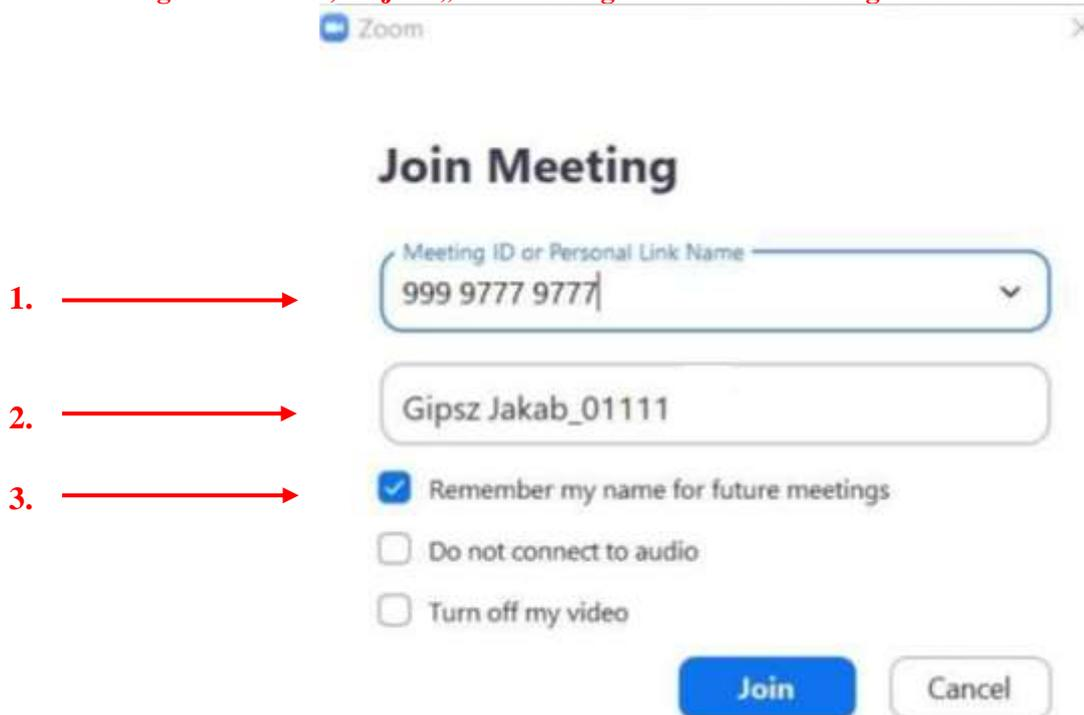 Zoom
Join Meeting
Meeting ID or Personal Link Name
1. 999 9777 9777
2. Gipsz Jakab_01111
3. Remember my name for future meetings
Do not connect to audio
Turn off my video
Join Cancel